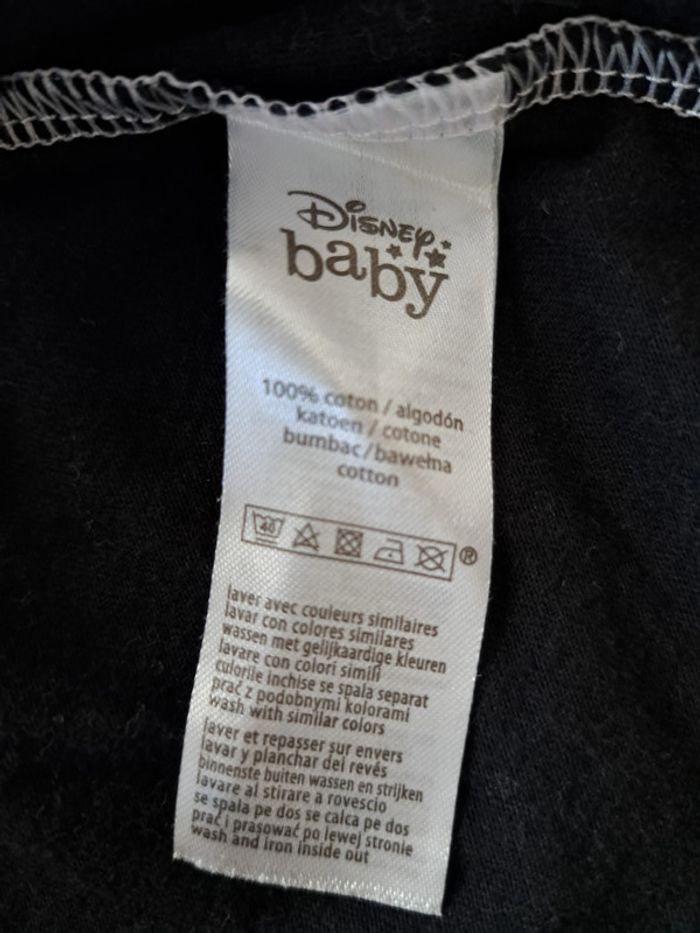 Disney
baby
100% coton / algodón
katoen / cotone
bumbac/bawełna
cotton
40
®
laver avec couleurs similaires
lavar con colores similares
wassen met gelijkaardige kleuren
lavare con colori simili
culorile inchise se spala separat
prać z podobnymi kolorami
wash with similar colors
laver et repasser sur envers
lavar y planchar del revés
binnenste buiten wassen en strijken
lavare al stirare a rovescio
se spala pe dos se calca pe dos
prać i prasować po lewej stronie
wash and iron inside out